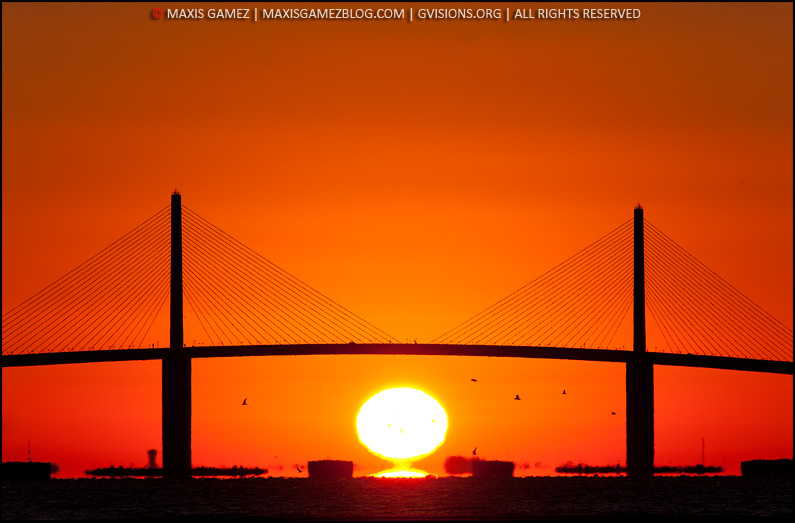 © MAXIS GAMEZ | MAXISGAMEZBLOG.COM | GVISIONS.ORG | ALL RIGHTS RESERVED